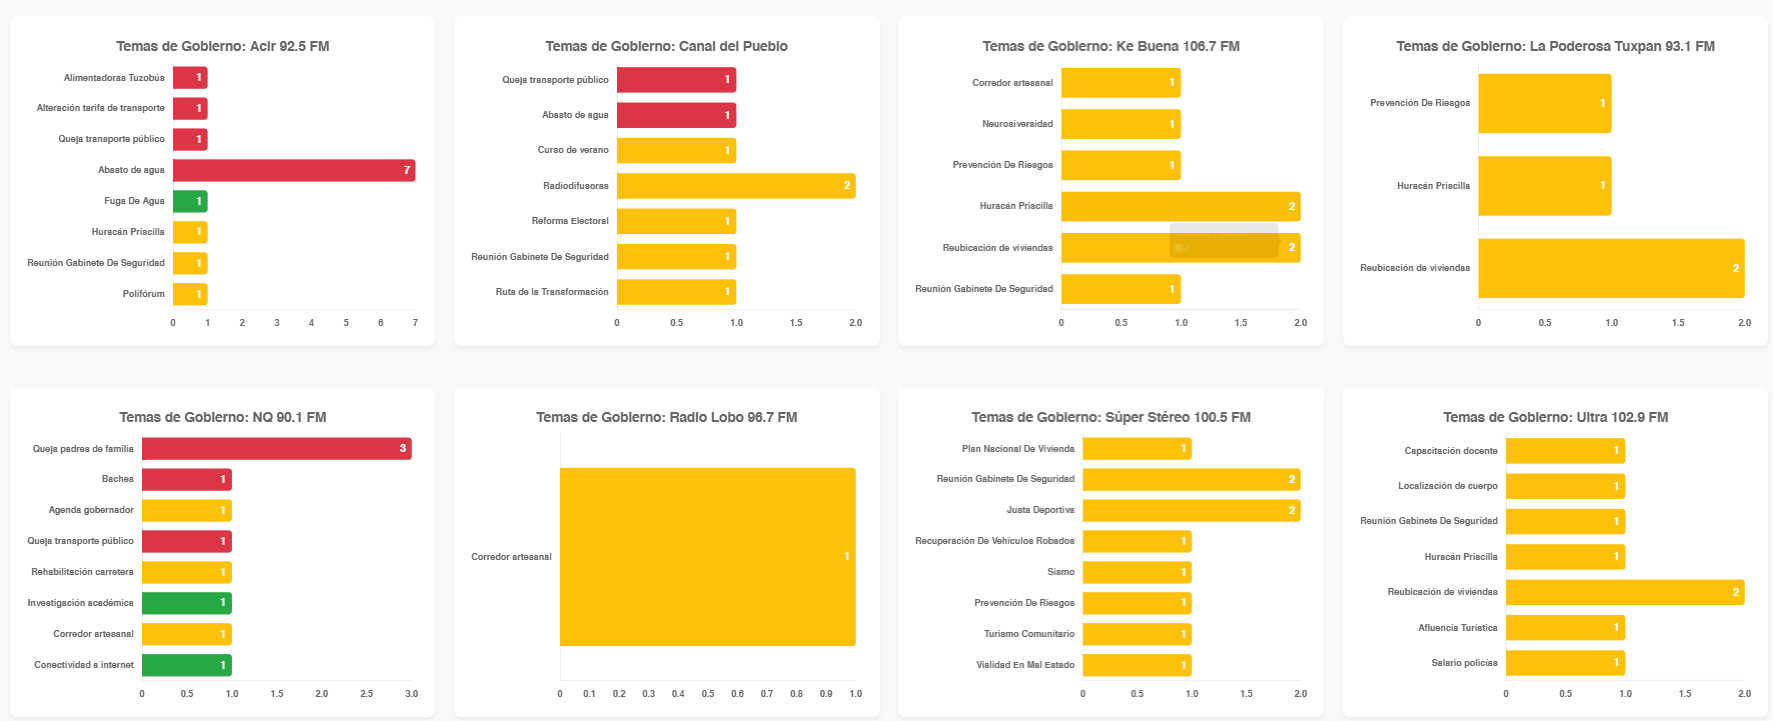 Temas de Gobierno: Acir 92.5 FM
Alimentadoras Tuzobús 1
Alteración tarifa de transporte 1
Queja transporte público 1
Abasto de agua 7
Fuga De Agua 1
Huracán Priscilla 1
Reunión Gabinete De Seguridad 1
Polifórum 1
0 1 2 3 4 5 6 7
Temas de Gobierno: Canal del Pueblo
Queja transporte público 1
Abasto de agua 1
Curso de verano 1
Radiodifusoras 2
Reforma Electoral 1
Reunión Gabinete De Seguridad 1
Ruta de la Transformación 1
0 0.5 1.0 1.5 2.0
Temas de Gobierno: Ke Buena 106.7 FM
Corredor artesanal 1
Neurosiversidad 1
Prevención De Riesgos 1
Huracán Priscilla 2
Reubicación de viviendas 2
Reunión Gabinete De Seguridad 1
0 0.5 1.0 1.5 2.0
Temas de Gobierno: La Poderosa Tuxpan 93.1 FM
Prevención De Riesgos 1
Huracán Priscilla 1
Reubicación de viviendas 2
0 0.5 1.0 1.5 2.0
Temas de Gobierno: NQ 90.1 FM
Queja padres de familia 3
Baches 1
Agenda gobernador 1
Queja transporte público 1
Rehabilitación carretera 1
Investigación académica 1
Corredor artesanal 1
Conectividad a internet 1
0 0.5 1.0 1.5 2.0 2.5 3.0
Temas de Gobierno: Radio Lobo 96.7 FM
Corredor artesanal 1
0 0.1 0.2 0.3 0.4 0.5 0.6 0.7 0.8 0.9 1.0
Temas de Gobierno: Súper Stéreo 100.5 FM
Plan Nacional De Vivienda 1
Reunión Gabinete De Seguridad 2
Justa Deportiva 2
Recuperación De Vehículos Robados 1
Sismo 1
Prevención De Riesgos 1
Turismo Comunitario 1
Vialidad En Mal Estado 1
0 0.5 1.0 1.5 2.0
Temas de Gobierno: Ultra 102.9 FM
Capacitación docente 1
Localización de cuerpo 1
Reunión Gabinete De Seguridad 1
Huracán Priscilla 1
Reubicación de viviendas 2
Afluencia Turística 1
Salario policías 1
0 0.5 1.0 1.5 2.0